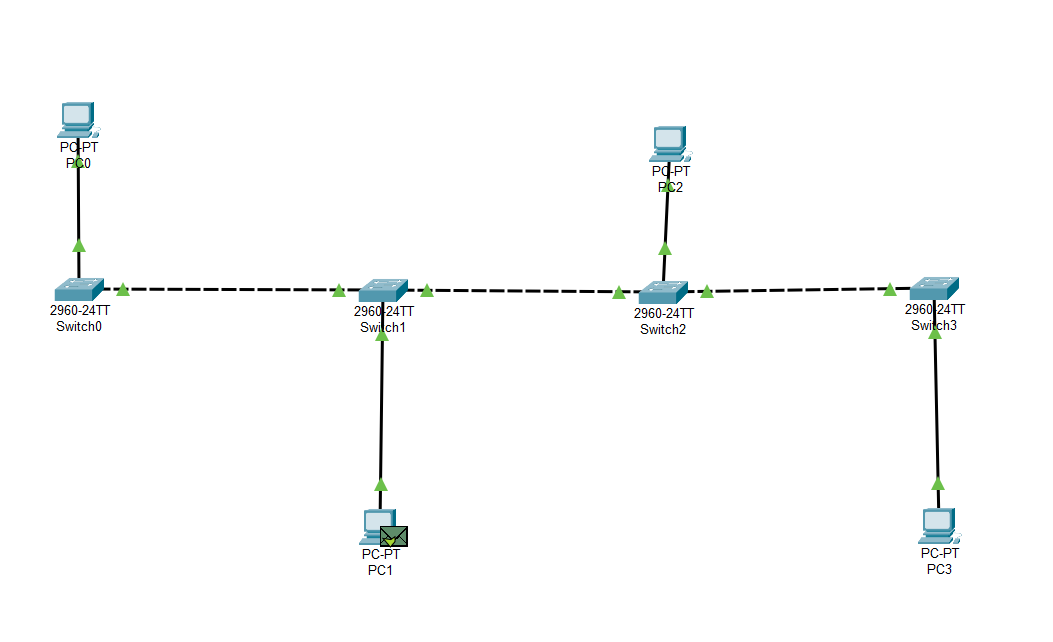 PC-PT
PC0
PC-PT
PC2
2960-24TT
Switch0
2960-24TT
Switch1
2960-24TT
Switch2
2960-24TT
Switch3
PC-PT
PC1
PC-PT
PC3